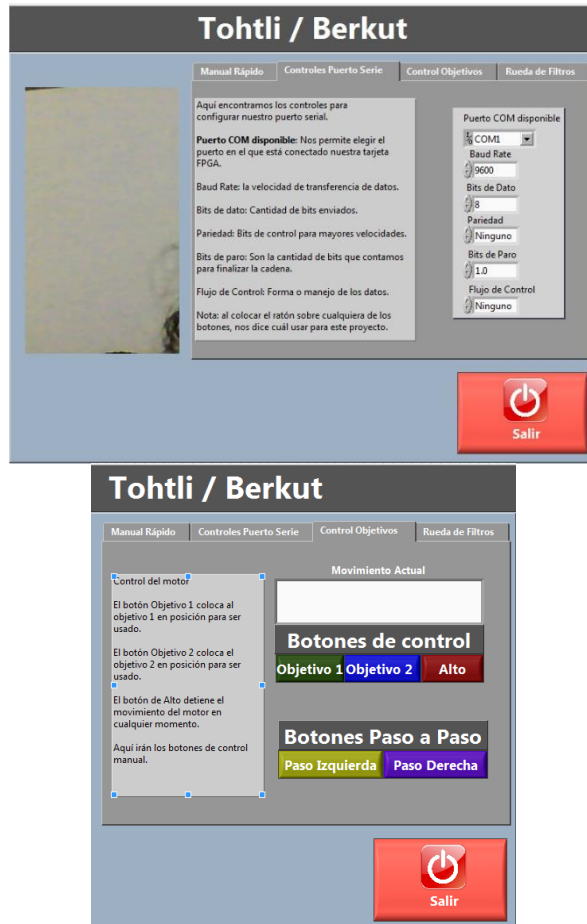 Tohtli / Berkut
Manual Rápido
Controles Puerto Serie
Control Objetivos
Rueda de Filtros
Aquí encontramos los controles para
configurar nuestro puerto serial.
Puerto COM disponible: Nos permite elegir el
puerto en el que está conectado nuestra tarjeta
FPGA.
Baud Rate: la velocidad de transferencia de datos.
Bits de dato: Cantidad de bits enviados.
Pariedad: Bits de control para mayores velocidades.
Bits de paro: Son la cantidad de bits que contamos
para finalizar la cadena.
Flujo de Control: Forma o manejo de los datos.
Nota: al colocar el ratón sobre cualquiera de los
botones, nos dice cuál usar para este proyecto.
Puerto COM disponible
COM1
Baud Rate
9600
Bits de Dato
8
Pariedad
Ninguno
Bits de Paro
1.0
Flujo de Control
Ninguno
Salir
Tohtli / Berkut
Manual Rápido
Controles Puerto Serie
Control Objetivos
Rueda de Filtros
Control del motor
El botón Objetivo 1 coloca al
objetivo 1 en posición para ser
usado.
El botón Objetivo 2 coloca el
objetivo 2 en posición para ser
usado.
El botón de Alto detiene el
movimiento del motor en
cualquier momento.
Aquí irán los botones de control
manual.
Movimiento Actual
Botones de control
Objetivo 1
Objetivo 2
Alto
Botones Paso a Paso
Paso Izquierda
Paso Derecha
Salir